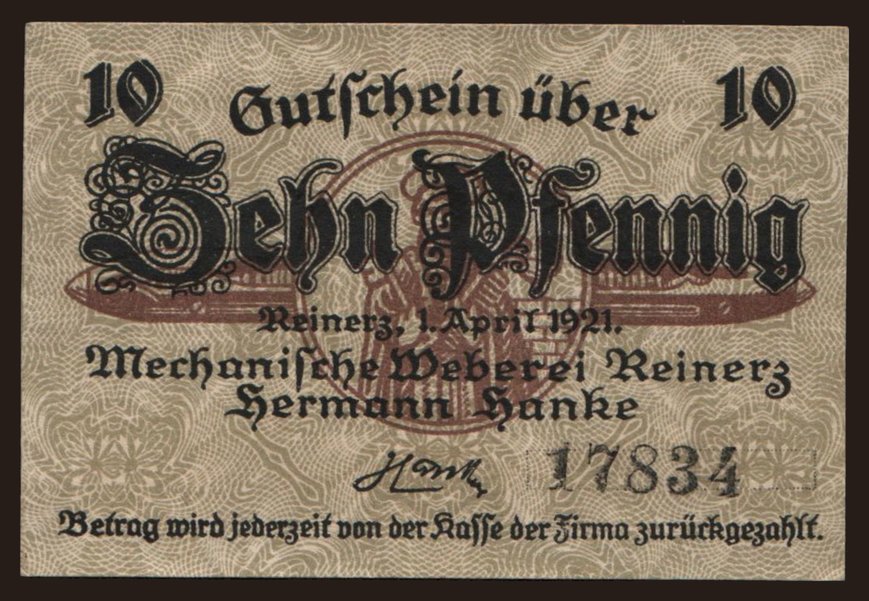 10 Gutschein über 10
Zehn Pfennig
Reinerz, 1. April 1921.
Mechanische Weberei Reinerz
Hermann Hanke
Hanke
17834
Betrag wird jederzeit von der Kasse der Firma zurückgezahlt.